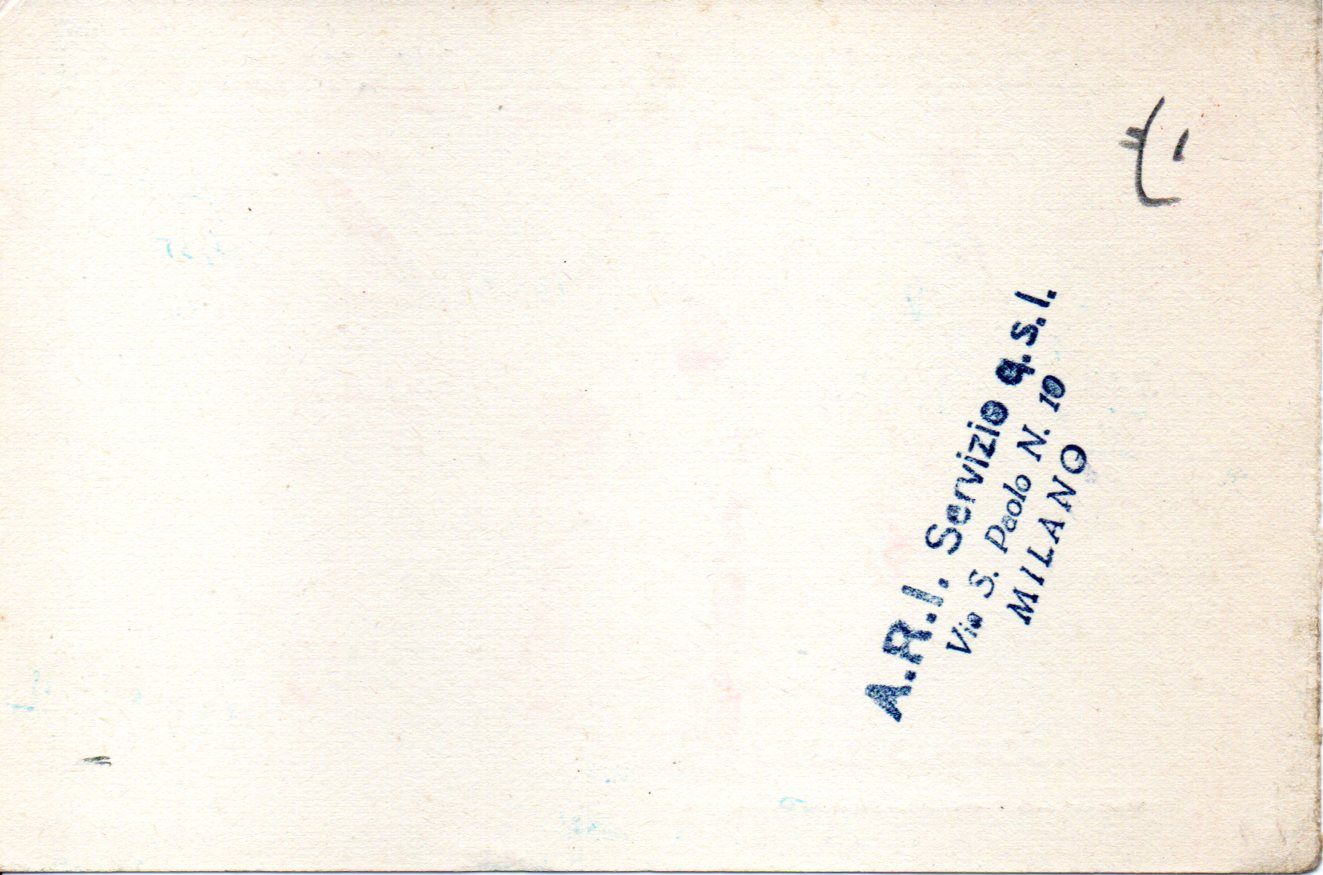 A.R.I. Servizio q.s.l.
Via S. Paolo N. 10
MILANO